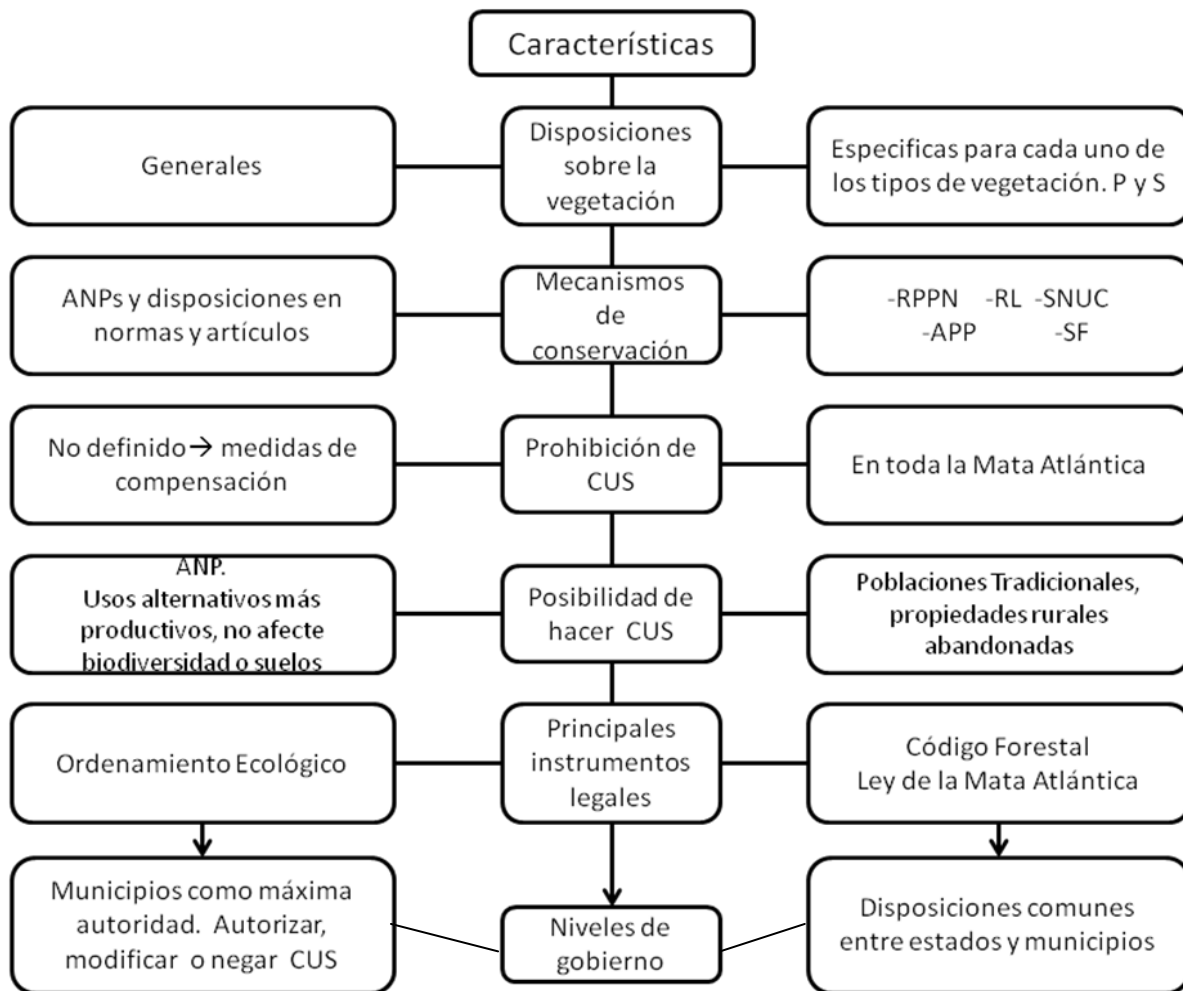 Característícas
Generales
Disposiciones
sobre la
vegetación
Especificas para cada uno de
los tipos de vegetación. P y S
ANPs y disposiciones en
normas y artículos
Mecanismos
de
conservación
-RPPN -RL -SNUC
-APP -SF
No definido→ medidas de
compensación
Prohibición de
CUS
En toda la Mata Atlántica
ANP.
Usos alternativos más
productivos, no afecte
biodiversidad o suelos
Posibilidad de
hacer CUS
Poblaciones Tradicionales,
propiedades rurales
abandonadas
Ordenamiento Ecológico
Principales
instrumentos
legales
Código Forestal
Ley de la Mata Atlántica
Municipios como máxima
autoridad. Autorizar,
modificar o negar CUS
Niveles de
gobierno
Disposiciones comunes
entre estados y municipios